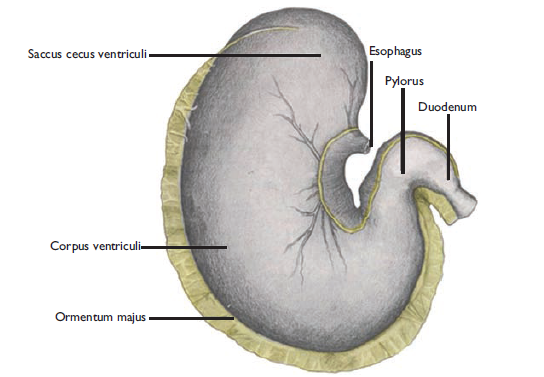 Saccus cecus ventriculi
Esophagus
Pylorus
Duodenum
Corpus ventriculi
Ormentum majus